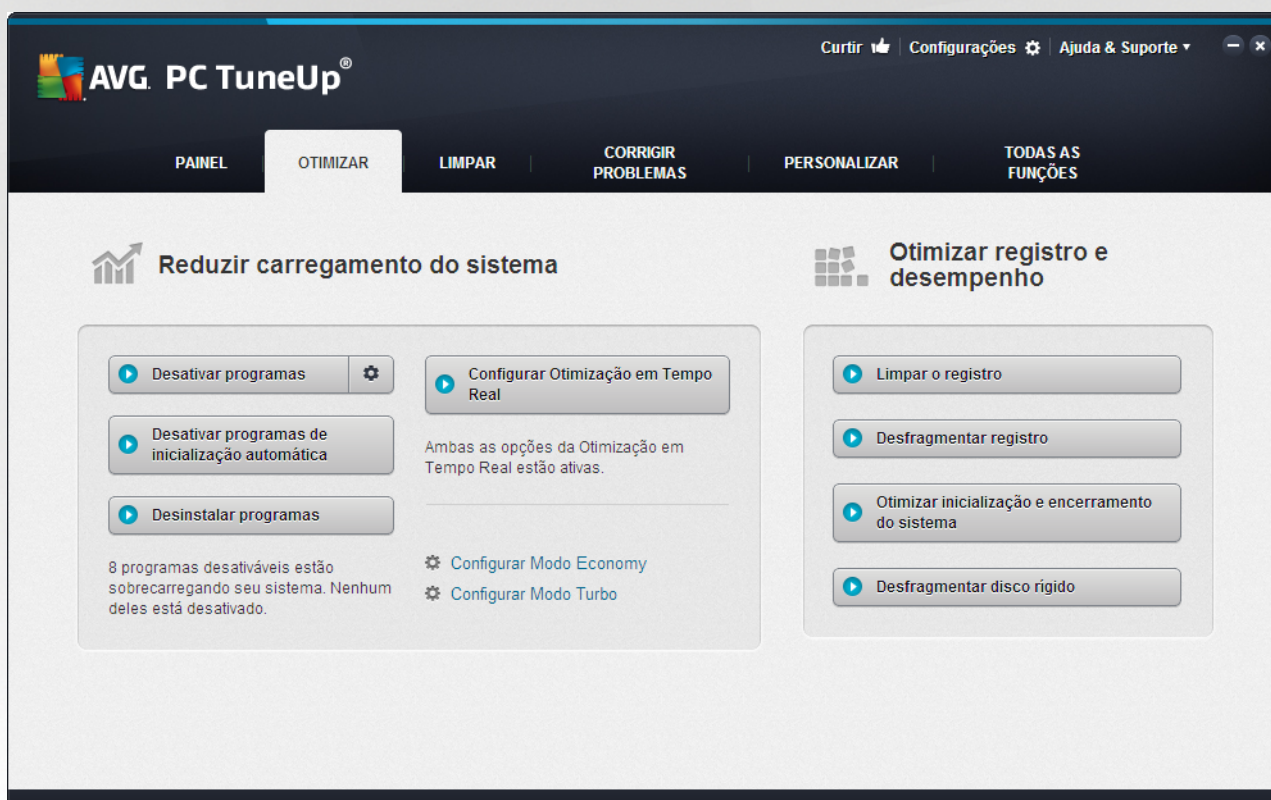 Curtir
Configurações
Ajuda & Suporte
AVG. PC TuneUp®
PAINEL
OTIMIZAR
LIMPAR
CORRIGIR
PROBLEMAS
PERSONALIZAR
TODAS AS
FUNÇÕES
Reduzir carregamento do sistema
Desativar programas
Desativar programas de
inicialização automática
Desinstalar programas
8 programas desativáveis estão
sobrecarregando seu sistema. Nenhum
deles está desativado.
Configurar Otimização em Tempo
Real
Ambas as opções da Otimização em
Tempo Real estão ativas.
Configurar Modo Economy
Configurar Modo Turbo
Otimizar registro e
desempenho
Limpar o registro
Desfragmentar registro
Otimizar inicialização e encerramento
do sistema
Desfragmentar disco rígido